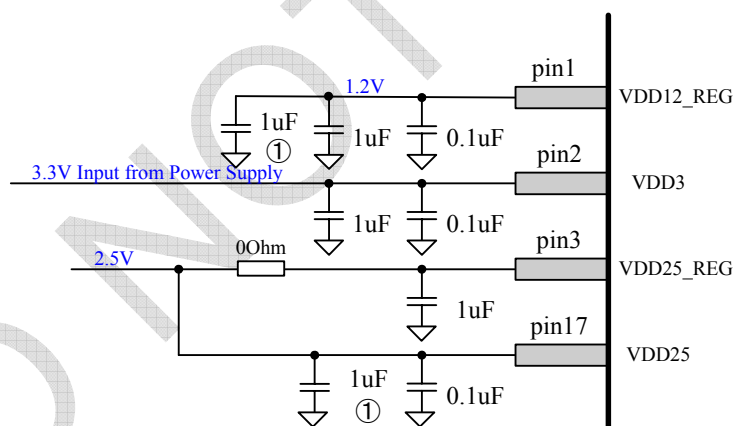 pin1
1.2V
VDD12_REG
1uF
①
1uF
0.1uF
pin2
3.3V Input from Power Supply
VDD3
1uF
0.1uF
pin3
0Ohm
2.5V
VDD25_REG
1uF
pin17
VDD25
1uF
①
0.1uF